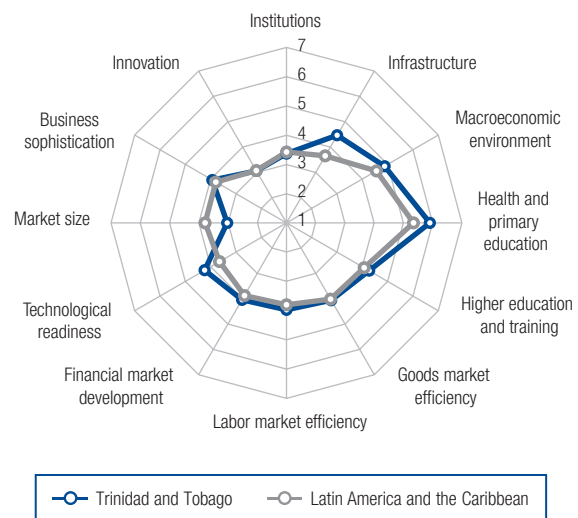 Institutions
Innovation
Infrastructure
Business
sophistication
Macroeconomic
environment
Market size
Health and
primary
education
Technological
readiness
Higher education
and training
Financial market
development
Goods market
efficiency
Labor market efficiency
7
6
5
4
3
2
1
Trinidad and Tobago
Latin America and the Caribbean